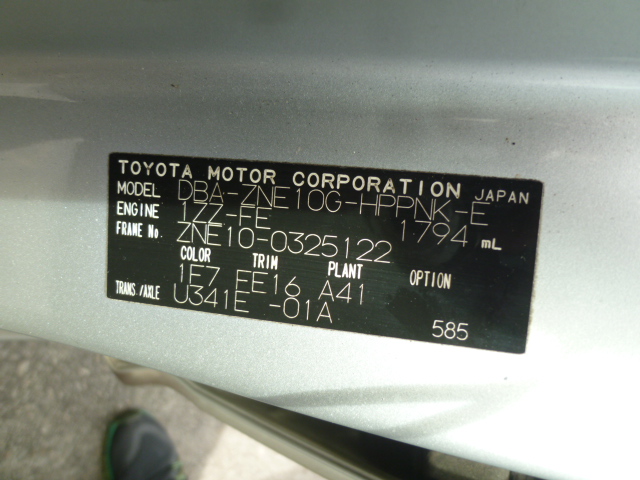 TOYOTA MOTOR CORPORATION JAPAN
MODEL DBA-ZNE10G-HPPNK-E
ENGINE 1ZZ-FE 1794 mL
FRAME No. ZNE10-0325122
COLOR TRIM PLANT OPTION
1F7 EE16 A41
TRANS./AXLE U341E -01A
585